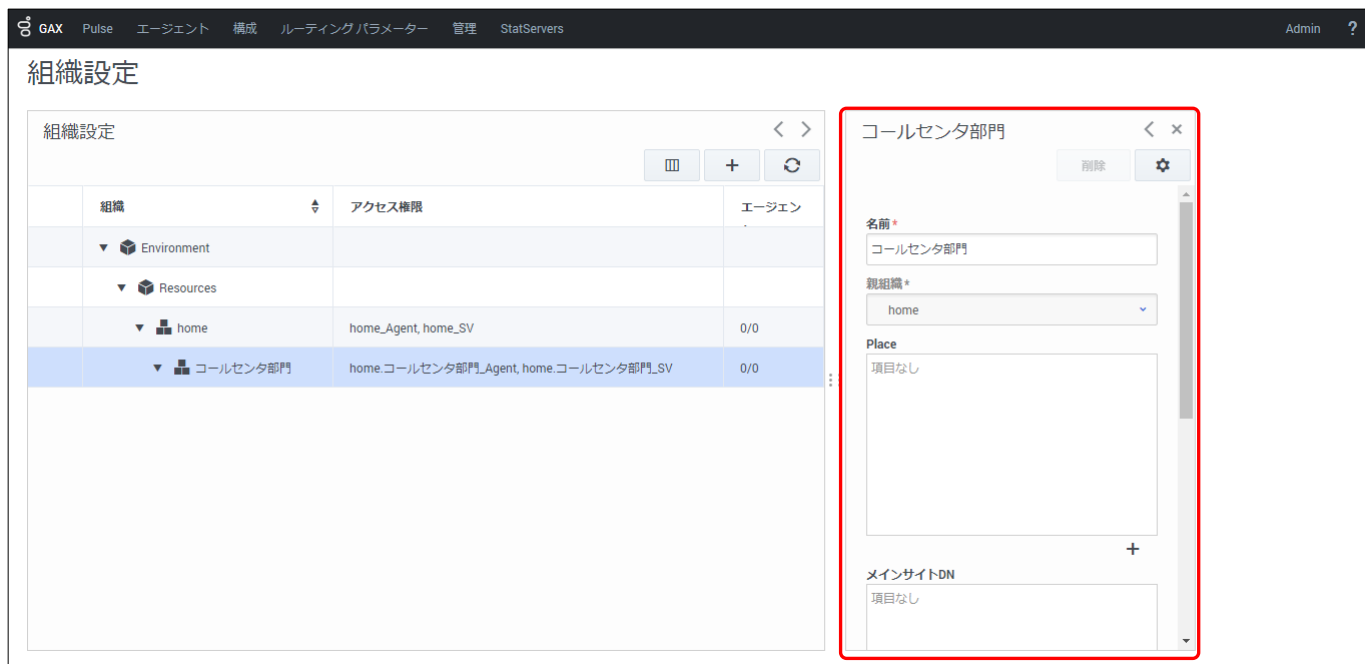 GAX Pulse エージェント 構成 ルーティングパラメーター 管理 StatServers Admin ?
組織設定
組織設定
組織 アクセス権限 エージェン
Environment
Resources
home home_Agent, home_SV 0/0
コールセンタ部門 home.コールセンタ部門_Agent, home.コールセンタ部門_SV 0/0
コールセンタ部門
削除
名前*
コールセンタ部門
親組織*
home
Place
項目なし
メインサイトDN
項目なし